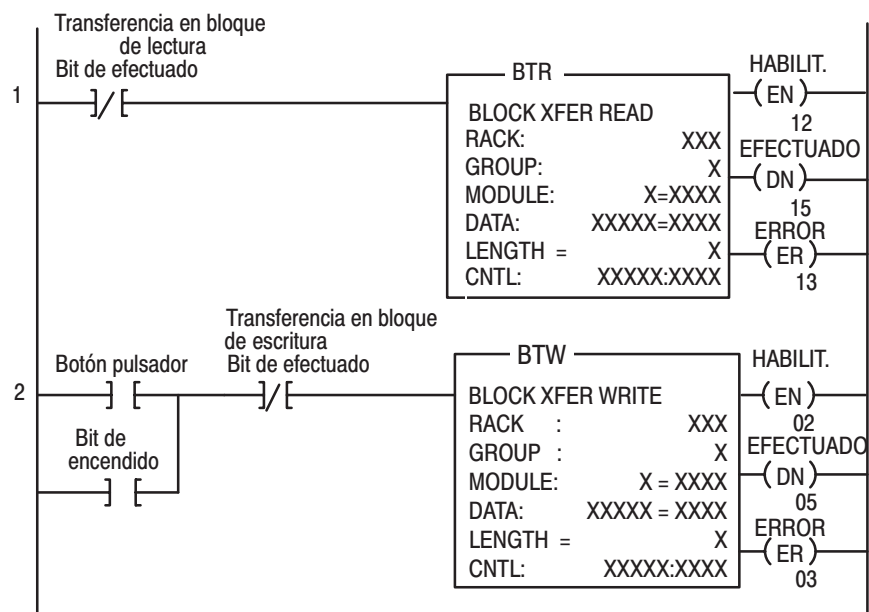 Transferencia en bloque
de lectura
Bit de efectuado
1
BTR
BLOCK XFER READ
RACK: XXX
GROUP: X
MODULE: X=XXXX
DATA: XXXXX=XXXX
LENGTH = X
CNTL: XXXXX:XXXX
HABILIT.
EN
12
EFECTUADO
DN
15
ERROR
ER
13
Transferencia en bloque
de escritura
Bit de efectuado
Botón pulsador
2
Bit de
encendido
BTW
BLOCK XFER WRITE
RACK : XXX
GROUP : X
MODULE: X = XXXX
DATA: XXXXX = XXXX
LENGTH = X
CNTL: XXXXX:XXXX
HABILIT.
EN
02
EFECTUADO
DN
05
ERROR
ER
03